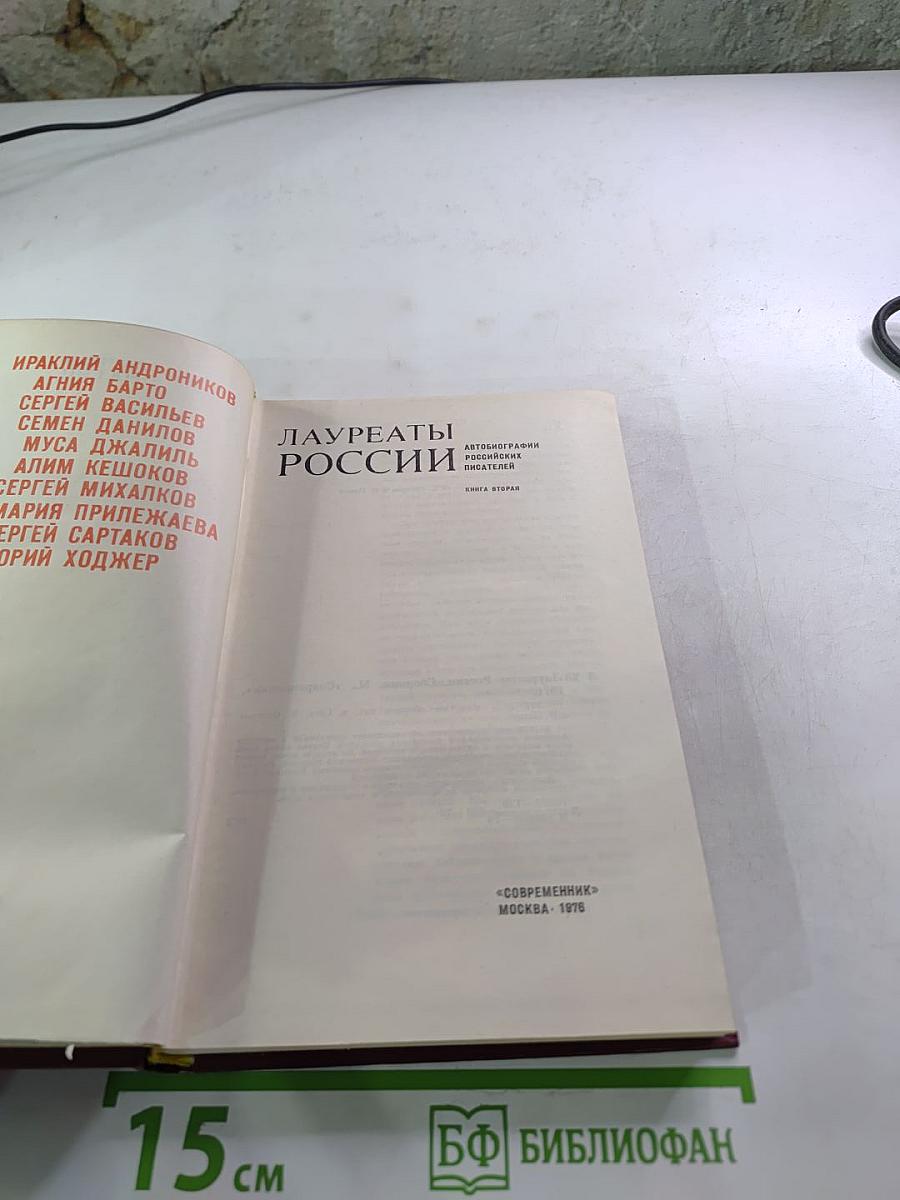 ИРАКЛИЙ АНДРОНИКОВ
АГНИЯ БАРТО
СЕРГЕЙ ВАСИЛЬЕВ
СЕМЕН ДАНИЛОВ
МУСА ДЖАЛИЛЬ
АЛИМ КЕШОКОВ
СЕРГЕЙ МИХАЛКОВ
МАРИЯ ПРИЛЕЖАЕВА
ЕРГЕЙ САРТАКОВ
ОРИЙ ХОДЖЕР
ЛАУРЕАТЫ
РОССИИ
АВТОБИОГРАФИИ
РОССИЙСКИХ
ПИСАТЕЛЕЙ
КНИГА ВТОРАЯ
«СОВРЕМЕННИК»
МОСКВА · 1976
15 см
БФ БИБЛИОФАН